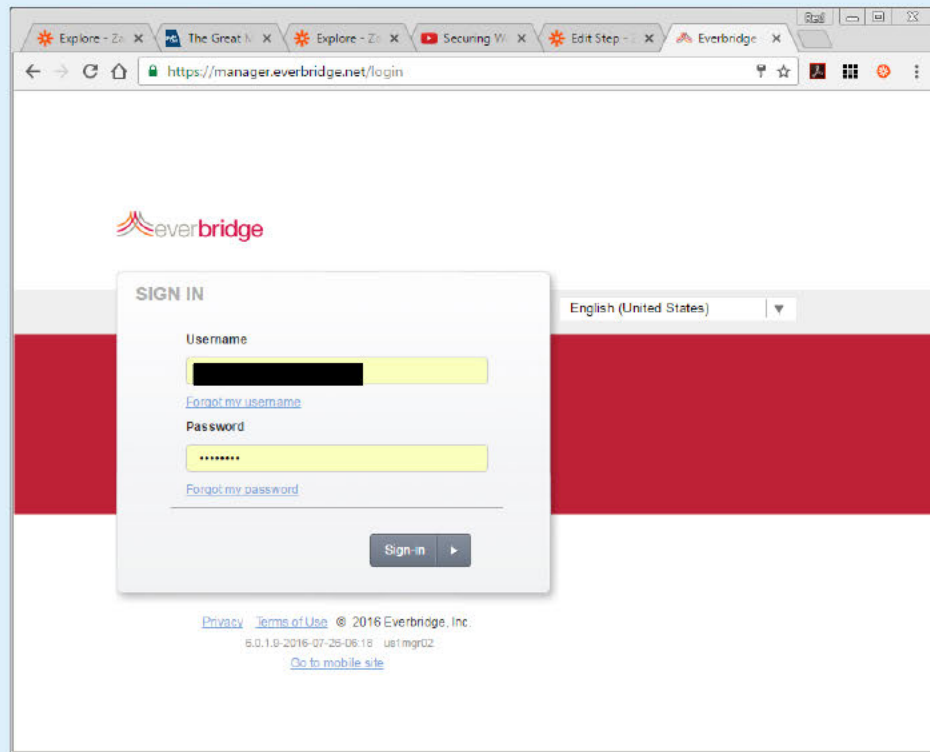 Explore - Za
The Great M
Explore - Za
Securing W
Edit Step - Z
Everbridge
https://manager.everbridge.net/login
everbridge
SIGN IN
English (United States)
Username
Forgot my username
Password
Forgot my password
Sign-in
Privacy Terms of Use © 2016 Everbridge, Inc.
6.0.1.9-2016-07-26-06:16 us1mgr02
Go to mobile site